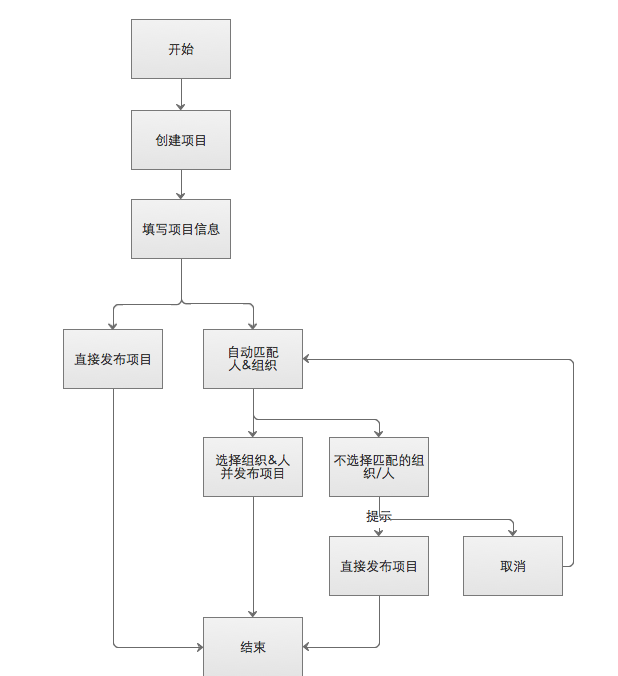 开始
创建项目
填写项目信息
直接发布项目
自动匹配
人&组织
选择组织&人
并发布项目
不选择匹配的组
织/人
提示
直接发布项目
取消
结束